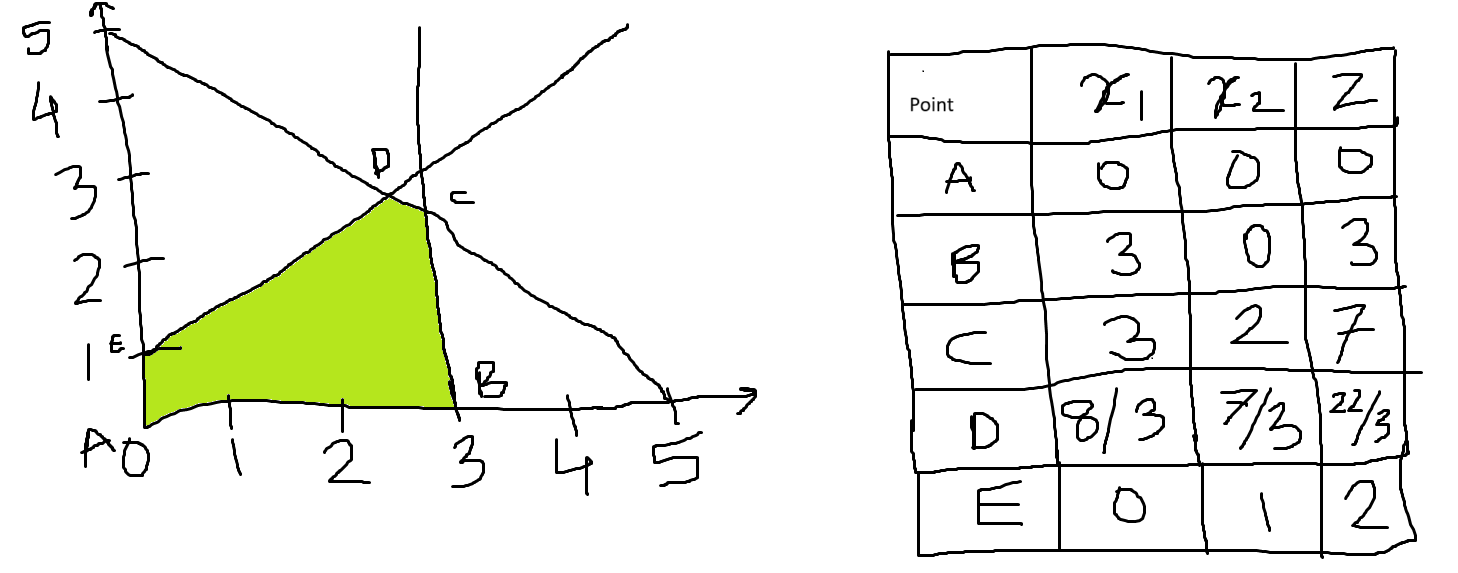 5
4
3
2
1 E
D
C
B
A 0 1 2 3 4 5
Point x₁ x₂ Z
A 0 0 0
B 3 0 3
C 3 2 7
D 8/3 7/3 22/3
E 0 1 2